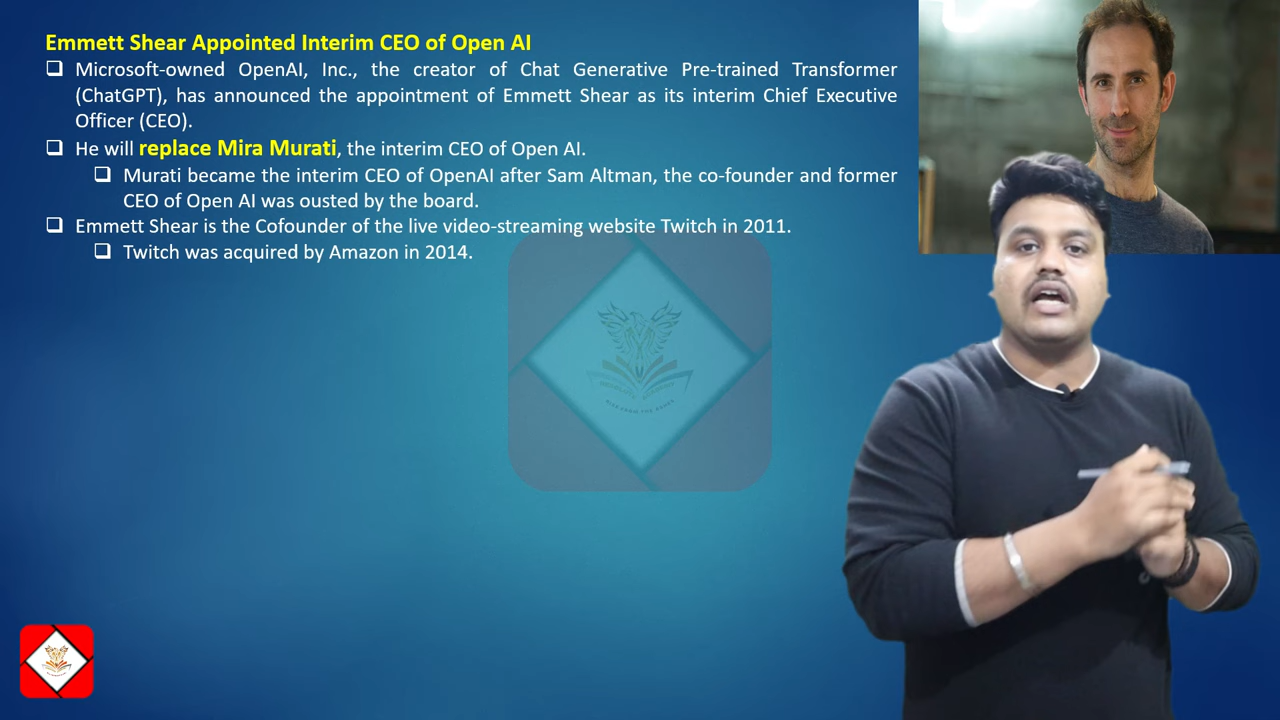 Emmett Shear Appointed Interim CEO of Open AI
❑ Microsoft-owned OpenAI, Inc., the creator of Chat Generative Pre-trained Transformer
(ChatGPT), has announced the appointment of Emmett Shear as its interim Chief Executive
Officer (CEO).
❑ He will replace Mira Murati, the interim CEO of Open AI.
❑ Murati became the interim CEO of OpenAI after Sam Altman, the co-founder and former
CEO of Open AI was ousted by the board.
❑ Emmett Shear is the Cofounder of the live video-streaming website Twitch in 2011.
❑ Twitch was acquired by Amazon in 2014.